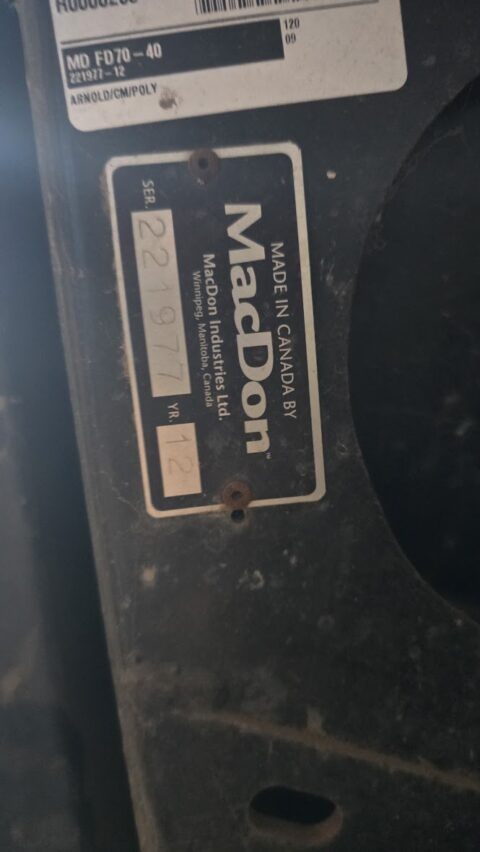 120
09
MD FD70-40
221977-12
ARNOLD/CM/POLY
MADE IN CANADA BY
MacDon™
MacDon Industries Ltd.
Winnipeg, Manitoba, Canada
SER. 221977 YR. 12